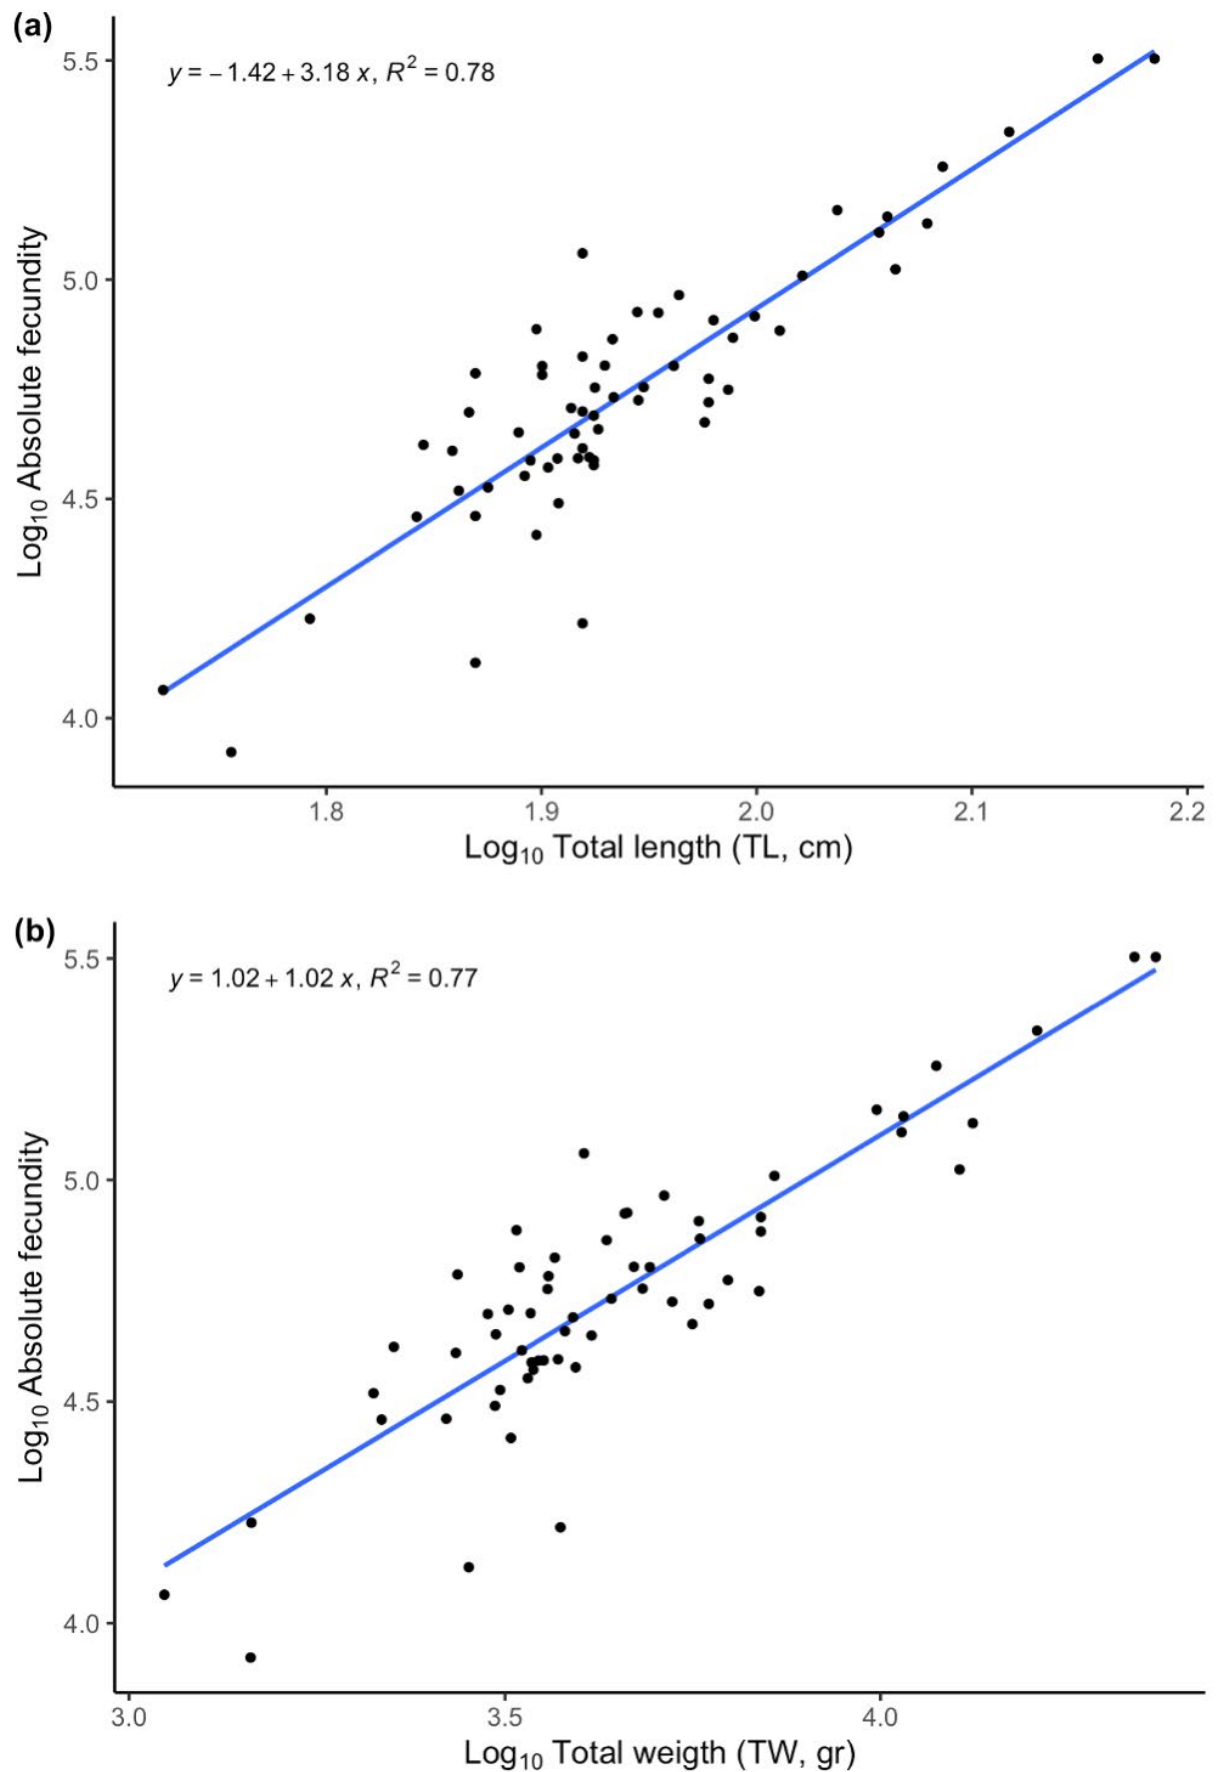 (a)
y = − 1.42 + 3.18 x, R² = 0.78
5.5
5.0
4.5
4.0
Log₁₀ Absolute fecundity
1.8 1.9 2.0 2.1 2.2
Log₁₀ Total length (TL, cm)
(b)
y = 1.02 + 1.02 x, R² = 0.77
5.5
5.0
4.5
4.0
Log₁₀ Absolute fecundity
3.0 3.5 4.0
Log₁₀ Total weigth (TW, gr)